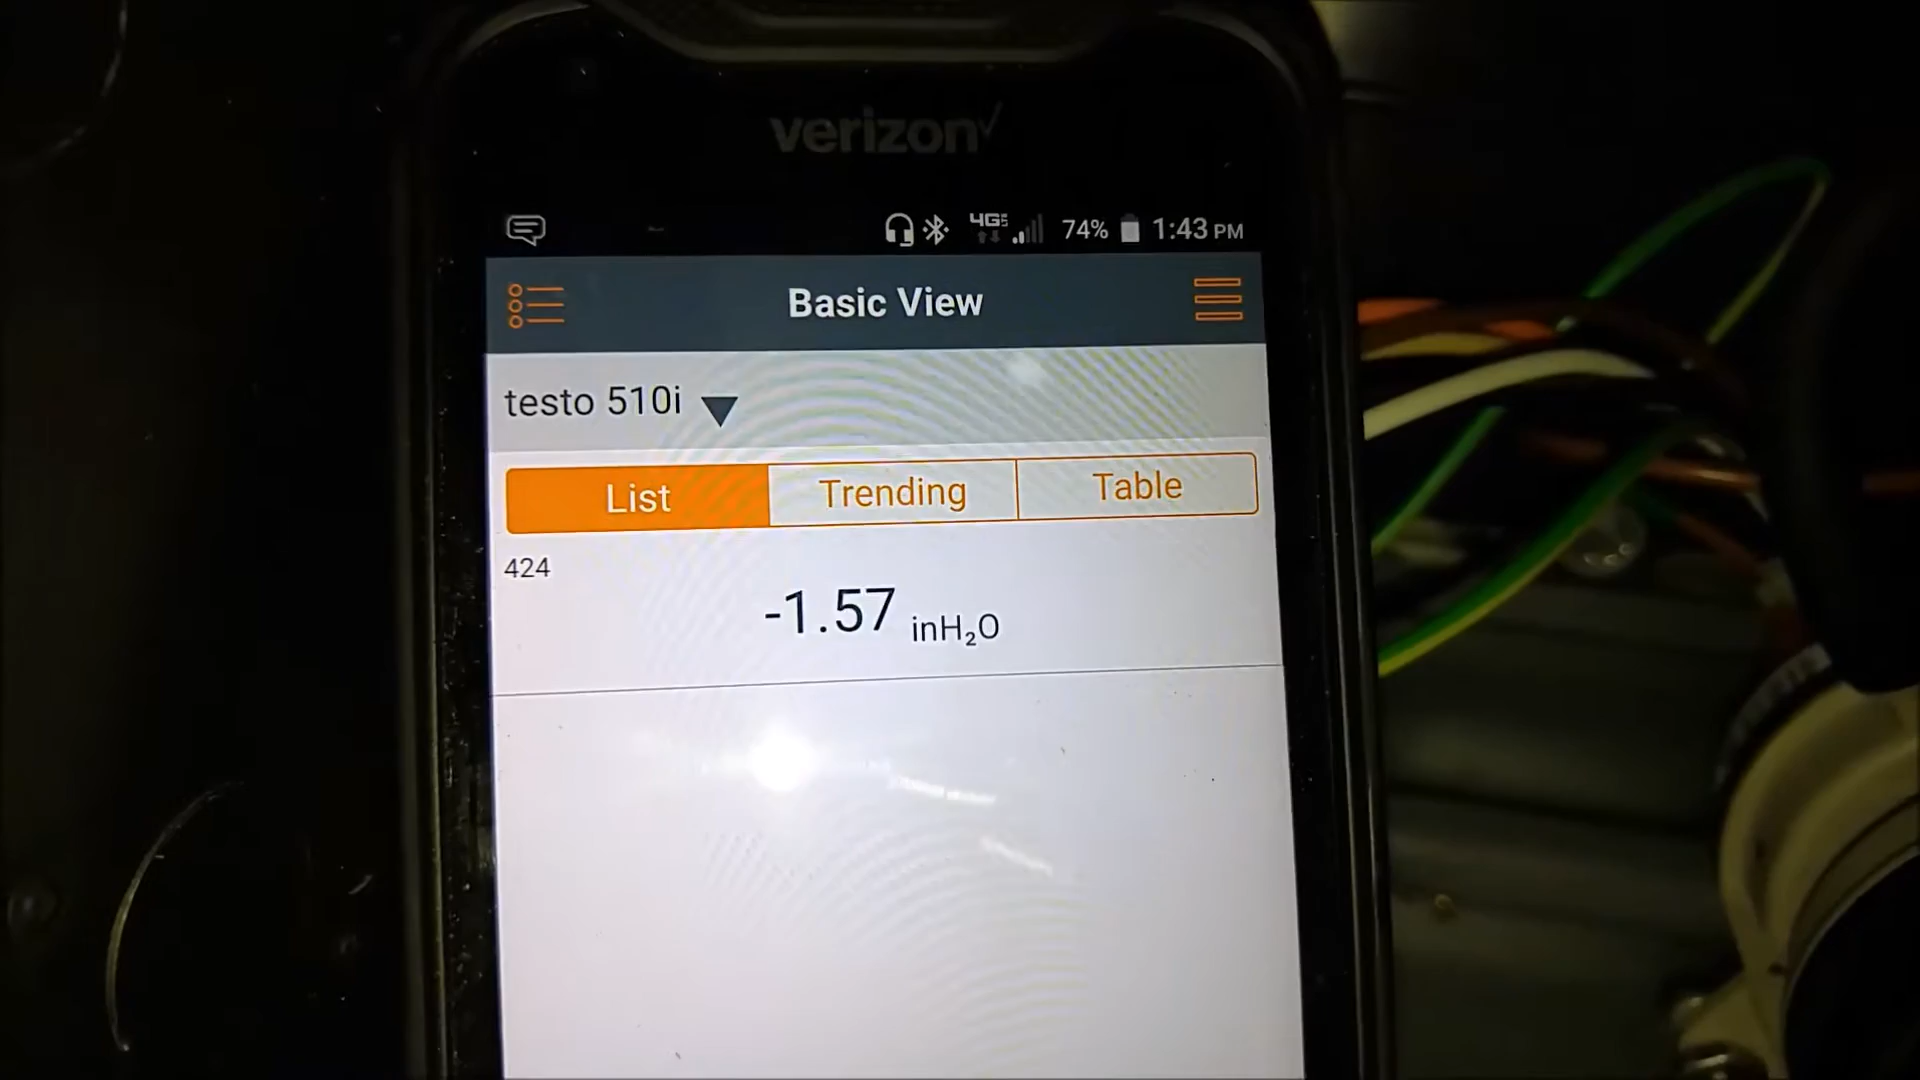 verizon
4G 74% 1:43 PM
Basic View
testo 510i
List Trending Table
424
-1.57 inH₂O